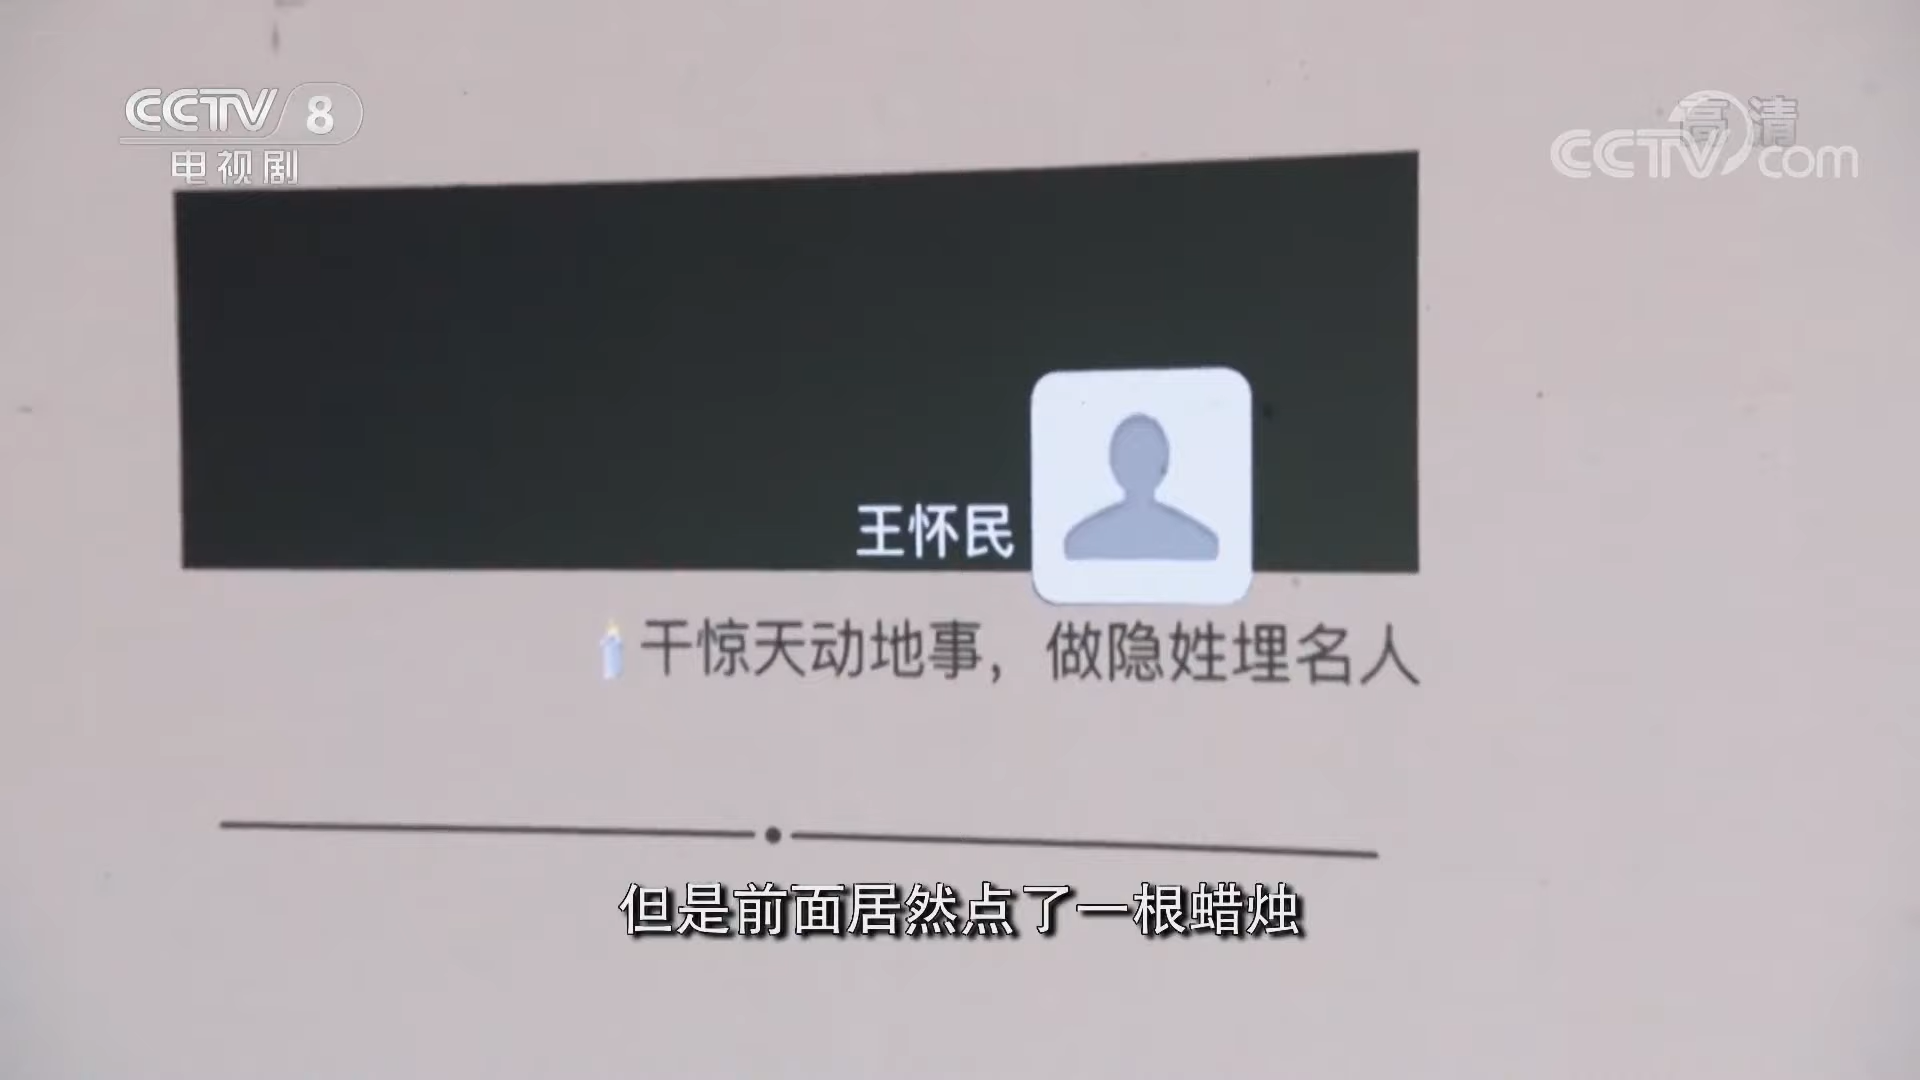 CCTV 8
电视剧
高清
CCTV com
王怀民
干惊天动地事，做隐姓埋名人
但是前面居然点了一根蜡烛